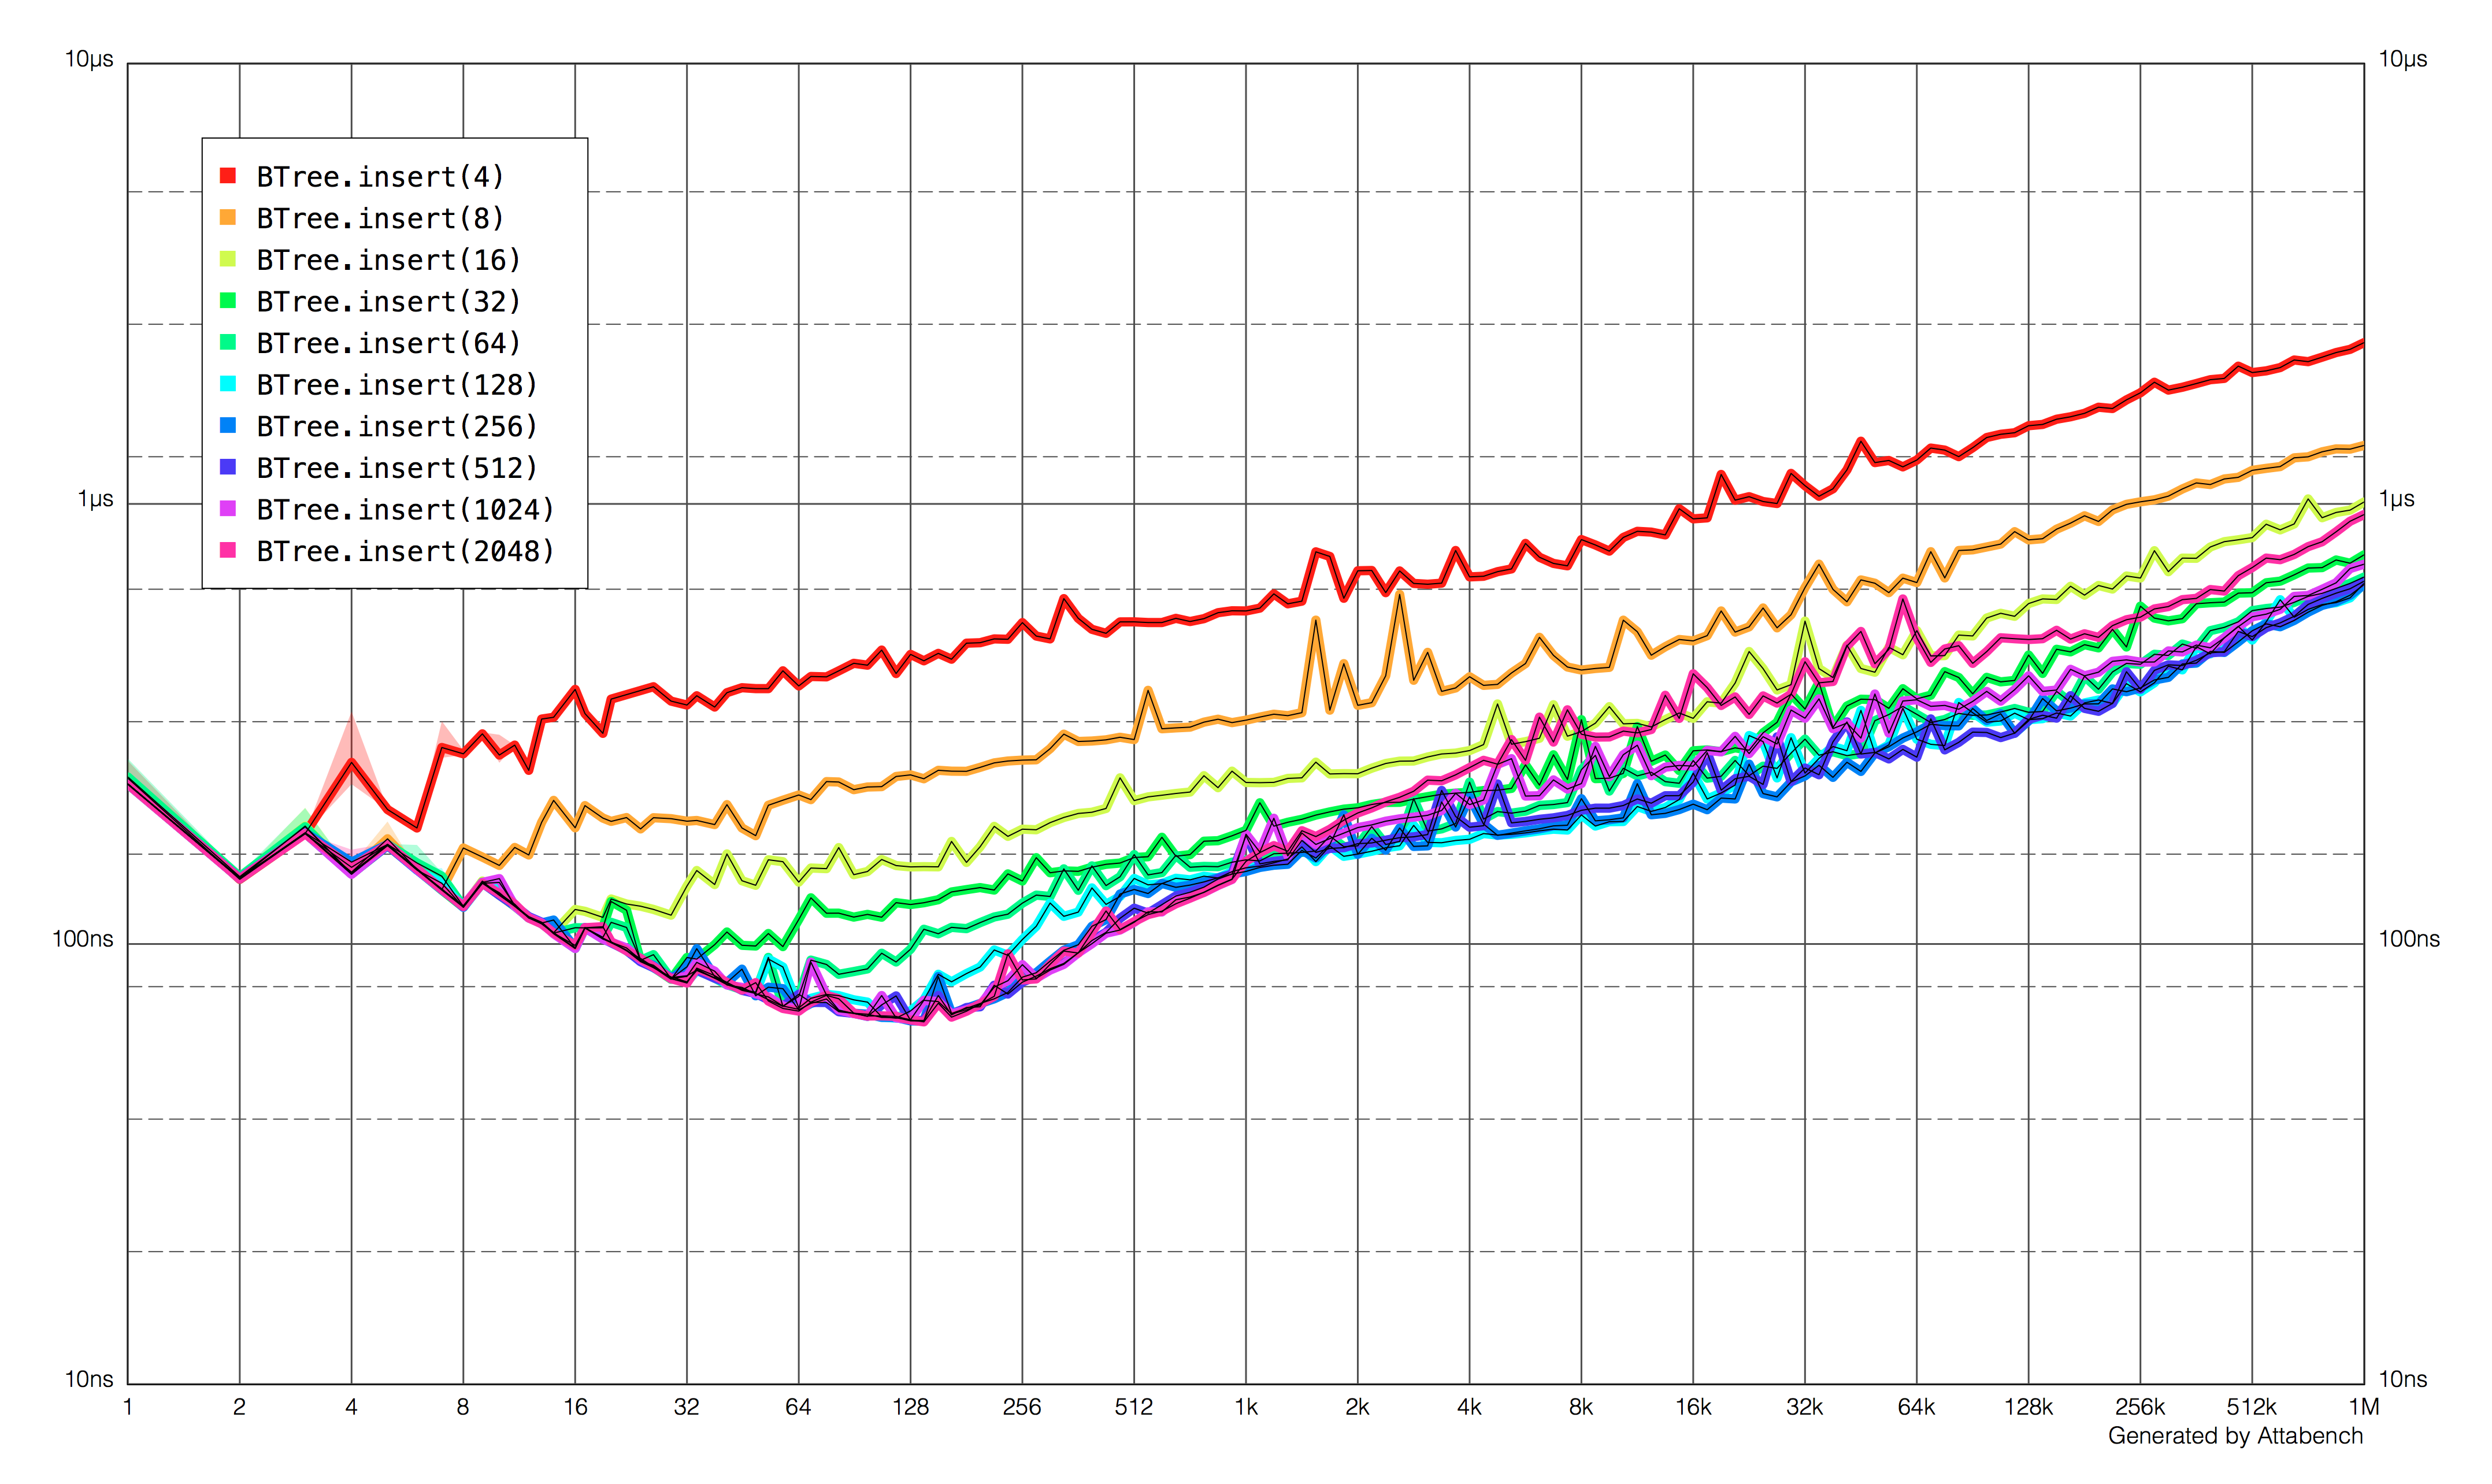 10µs 10µs
BTree.insert(4)
BTree.insert(8)
BTree.insert(16)
BTree.insert(32)
BTree.insert(64)
BTree.insert(128)
BTree.insert(256)
BTree.insert(512)
BTree.insert(1024)
BTree.insert(2048)
1µs 1µs
100ns 100ns
10ns 10ns
1 2 4 8 16 32 64 128 256 512 1k 2k 4k 8k 16k 32k 64k 128k 256k 512k 1M
Generated by Attabench